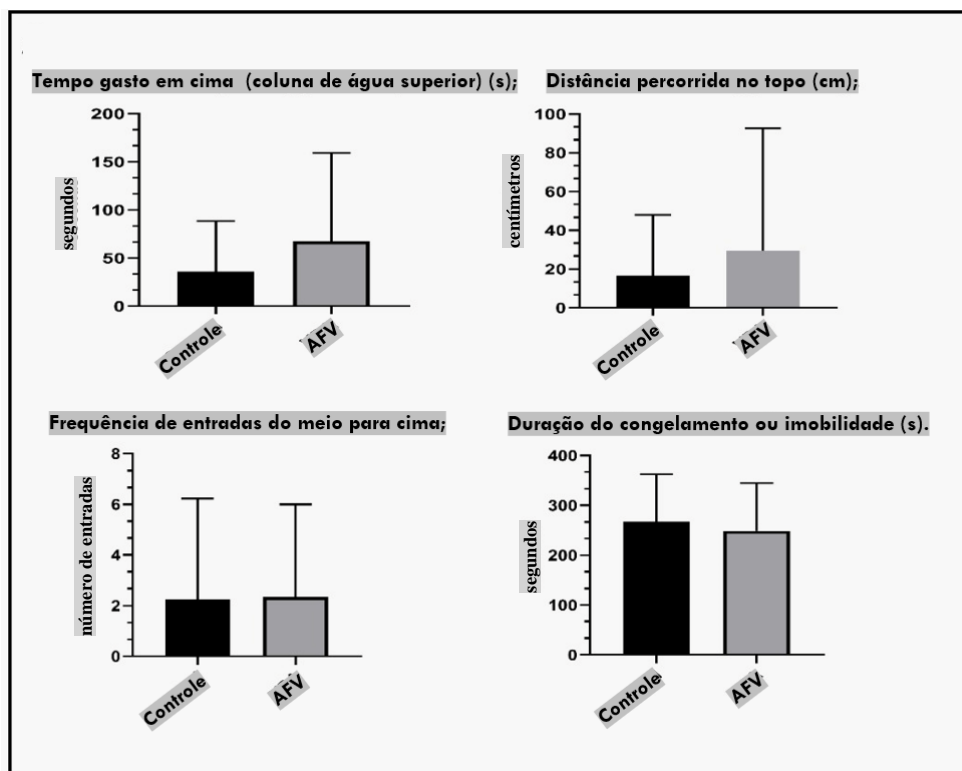 Tempo gasto em cima (coluna de água superior) (s);
200
150
100
50
0
segundos
Controle
AFV
Distância percorrida no topo (cm);
100
80
60
40
20
0
centímetros
Controle
AFV
Frequência de entradas do meio para cima;
8
6
4
2
0
número de entradas
Controle
AFV
Duração do congelamento ou imobilidade (s).
400
300
200
100
0
segundos
Controle
AFV